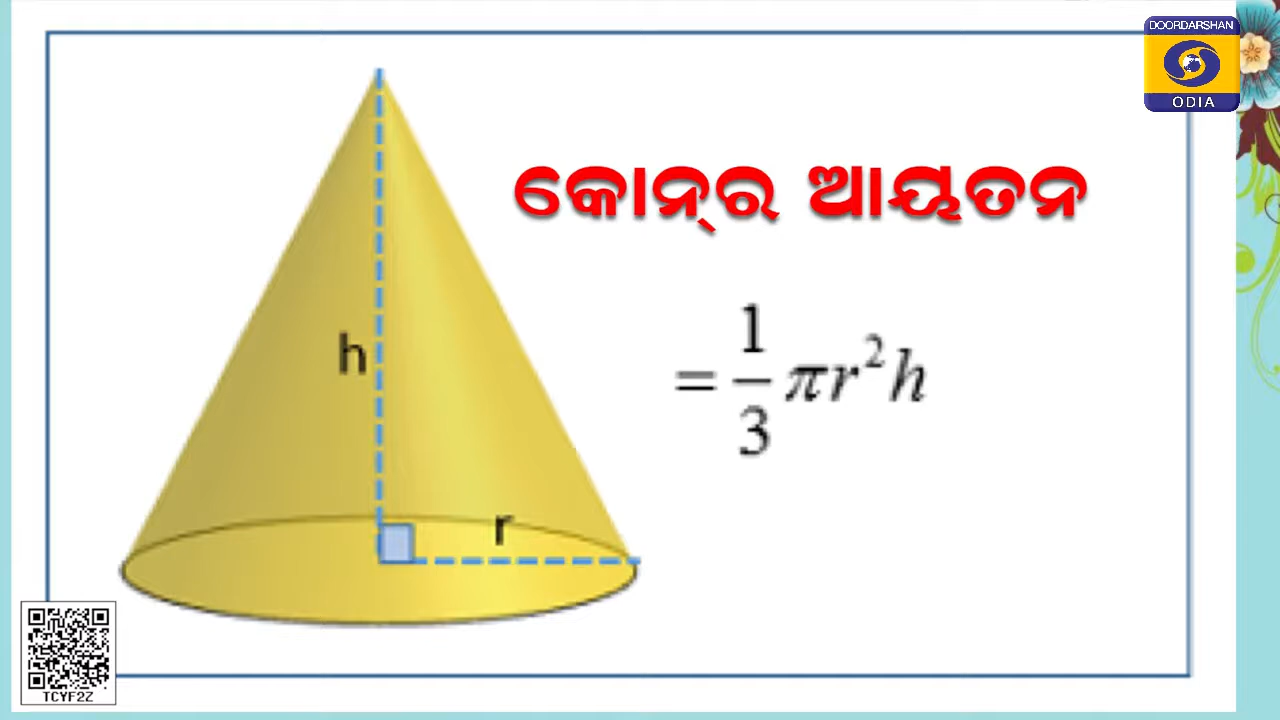 DOORDARSHAN
ODIA
କୋନ୍‌ର ଆୟତନ
= 1/3 πr²h
h
r
TCYF2Z